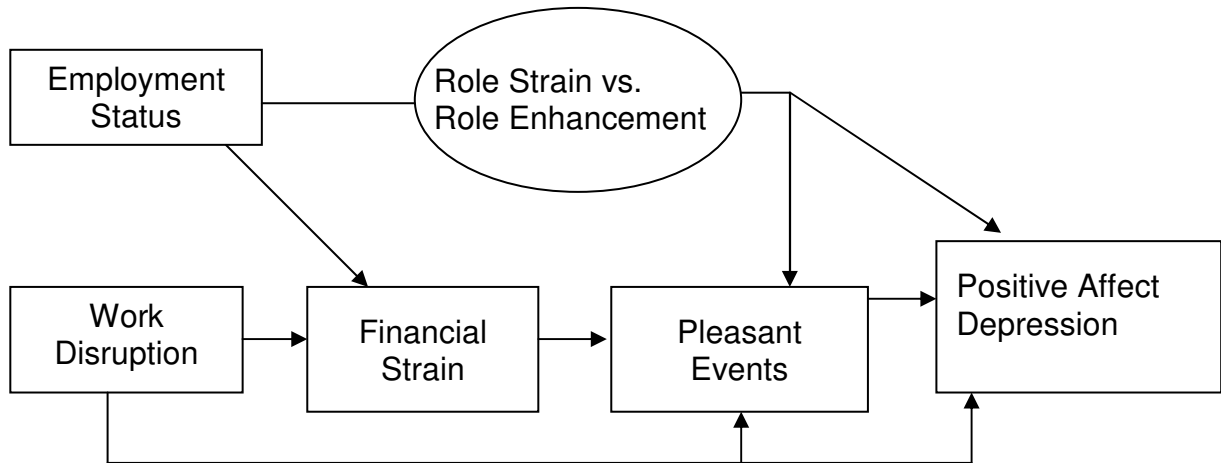 Employment
Status
Role Strain vs.
Role Enhancement
Work
Disruption
Financial
Strain
Pleasant
Events
Positive Affect
Depression